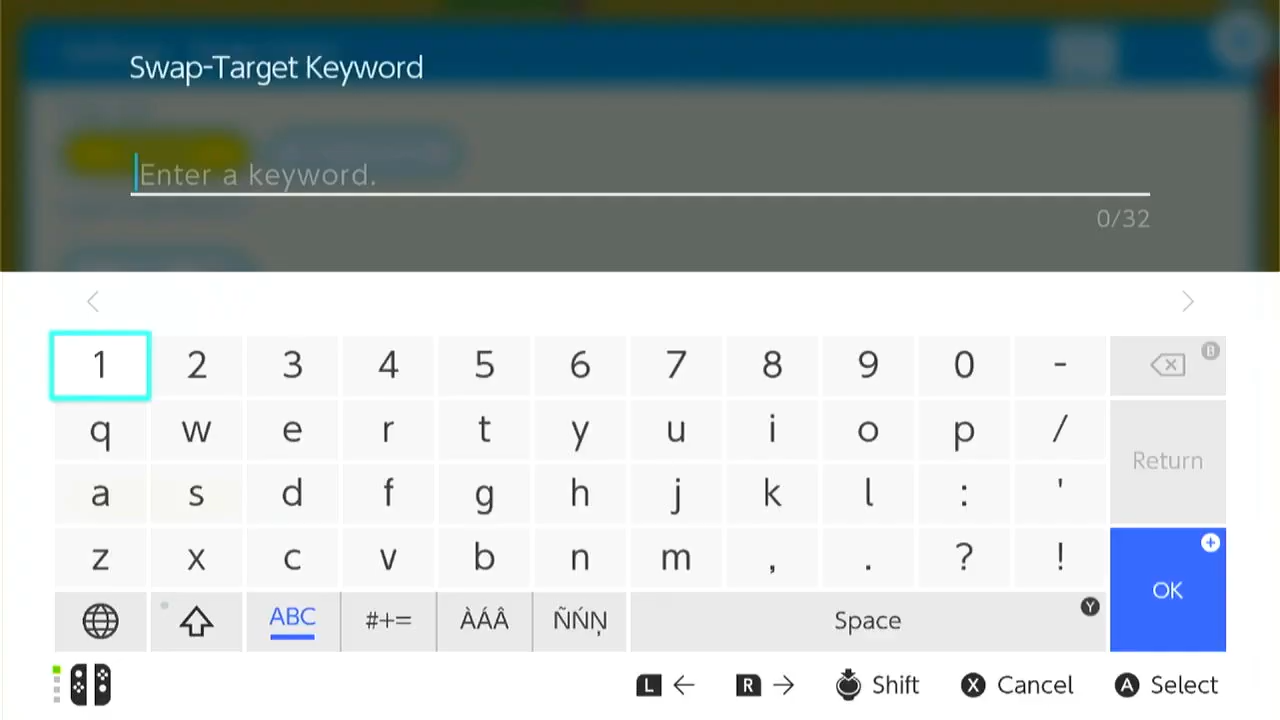 Swap-Target Keyword
Enter a keyword.
0/32
1 2 3 4 5 6 7 8 9 0 -
B
q w e r t y u i o p /
Return
a s d f g h j k l : '
z x c v b n m , . ? !
+
OK
ABC #+= ÀÁÂ ÑŃŅ Space Y
L ← R → Shift X Cancel A Select